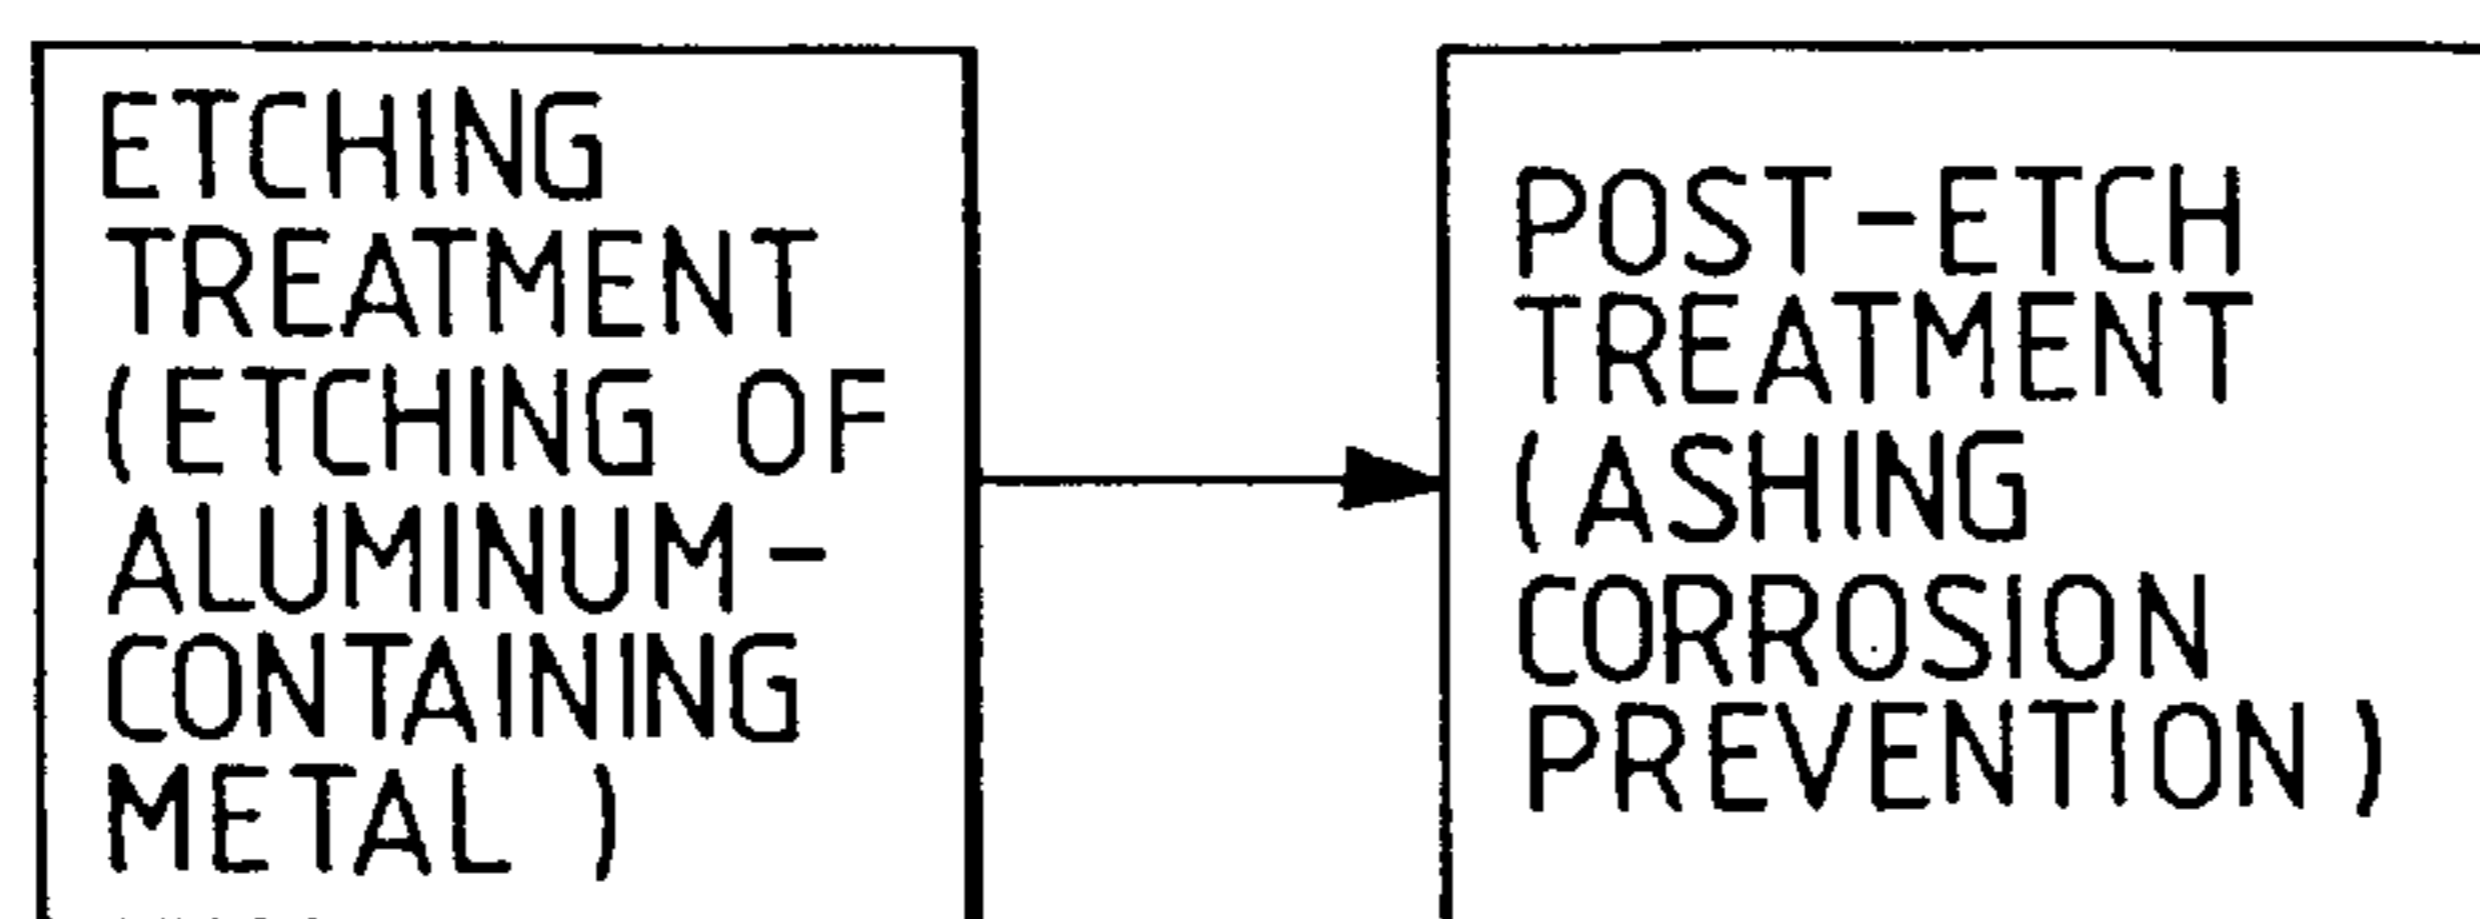 ETCHING
TREATMENT
(ETCHING OF
ALUMINUM-
CONTAINING
METAL )
POST-ETCH
TREATMENT
(ASHING
CORROSION
PREVENTION)